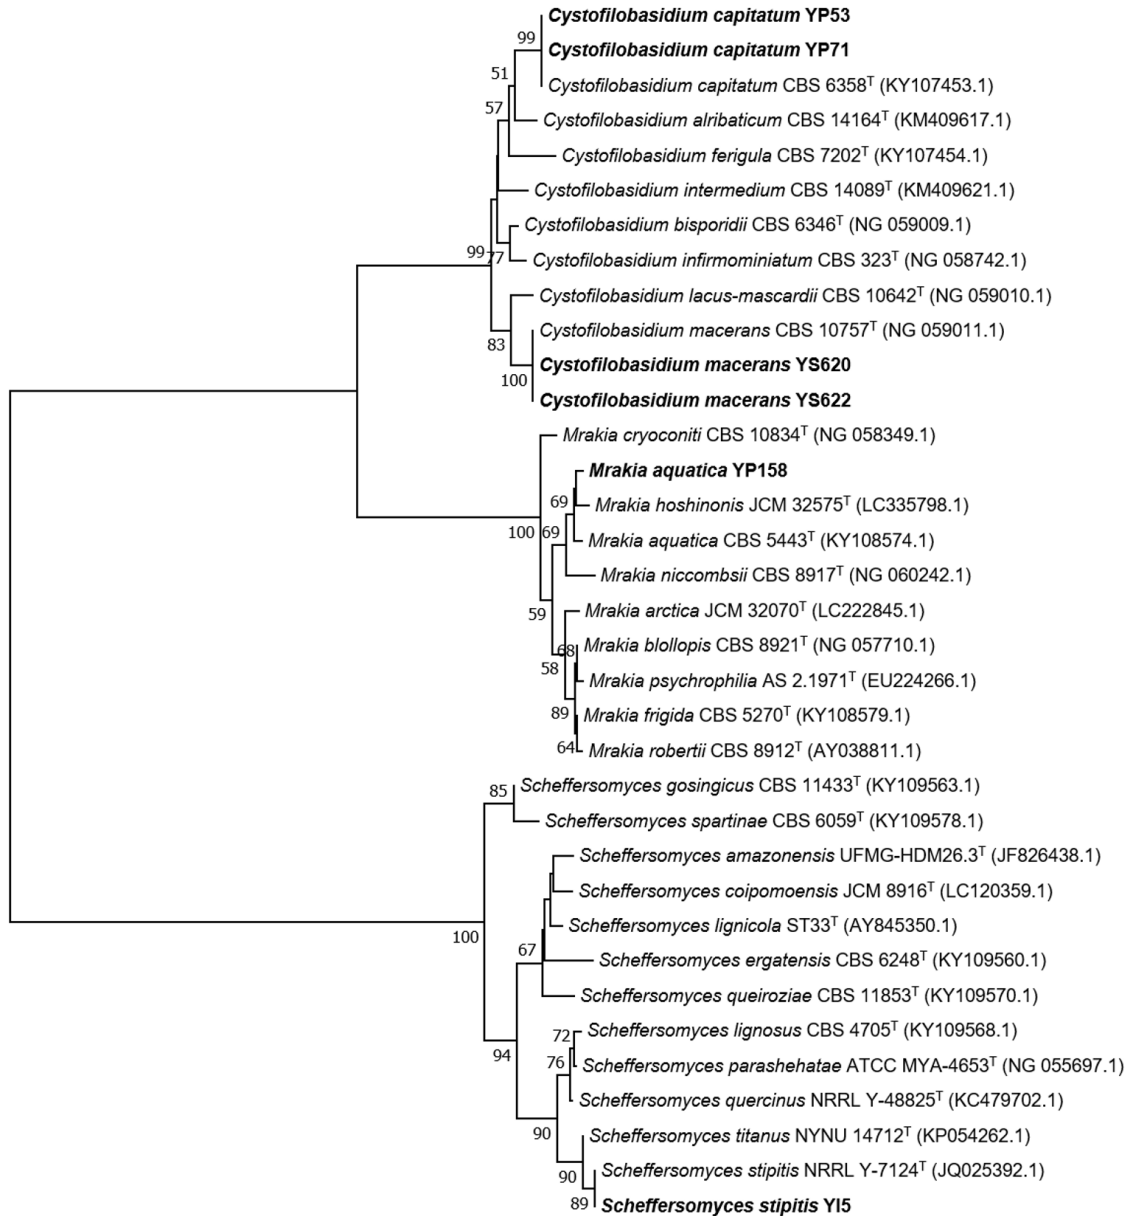 Cystofilobasidium capitatum YP53
99
Cystofilobasidium capitatum YP71
51
Cystofilobasidium capitatum CBS 6358T (KY107453.1)
57
Cystofilobasidium alribaticum CBS 14164T (KM409617.1)
Cystofilobasidium ferigula CBS 7202T (KY107454.1)
Cystofilobasidium intermedium CBS 14089T (KM409621.1)
Cystofilobasidium bisporidii CBS 6346T (NG 059009.1)
99 77
Cystofilobasidium infirmominiatum CBS 323T (NG 058742.1)
Cystofilobasidium lacus-mascardii CBS 10642T (NG 059010.1)
Cystofilobasidium macerans CBS 10757T (NG 059011.1)
83
Cystofilobasidium macerans YS620
100
Cystofilobasidium macerans YS622
Mrakia cryoconiti CBS 10834T (NG 058349.1)
Mrakia aquatica YP158
69
Mrakia hoshinonis JCM 32575T (LC335798.1)
100 69
Mrakia aquatica CBS 5443T (KY108574.1)
Mrakia niccombsii CBS 8917T (NG 060242.1)
59
Mrakia arctica JCM 32070T (LC222845.1)
68
Mrakia blollopis CBS 8921T (NG 057710.1)
58
Mrakia psychrophilia AS 2.1971T (EU224266.1)
89
Mrakia frigida CBS 5270T (KY108579.1)
64
Mrakia robertii CBS 8912T (AY038811.1)
85
Scheffersomyces gosingicus CBS 11433T (KY109563.1)
Scheffersomyces spartinae CBS 6059T (KY109578.1)
Scheffersomyces amazonensis UFMG-HDM26.3T (JF826438.1)
Scheffersomyces coipomoensis JCM 8916T (LC120359.1)
Scheffersomyces lignicola ST33T (AY845350.1)
100
67
Scheffersomyces ergatensis CBS 6248T (KY109560.1)
Scheffersomyces queiroziae CBS 11853T (KY109570.1)
72
Scheffersomyces lignosus CBS 4705T (KY109568.1)
94
76
Scheffersomyces parashehatae ATCC MYA-4653T (NG 055697.1)
Scheffersomyces quercinus NRRL Y-48825T (KC479702.1)
90
Scheffersomyces titanus NYNU 14712T (KP054262.1)
90
Scheffersomyces stipitis NRRL Y-7124T (JQ025392.1)
89
Scheffersomyces stipitis YI5